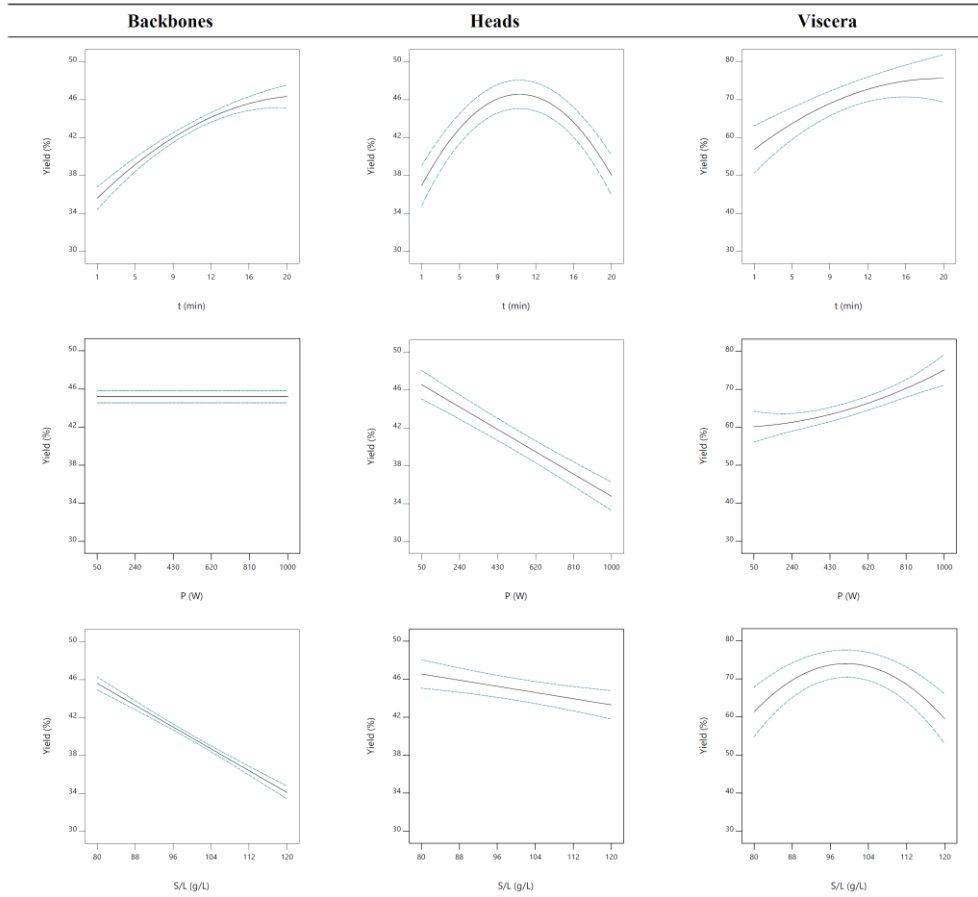 Backbones Heads Viscera
50 50 80
46 46 70
42 42 60
38 38 50
34 34 40
30 30 30
Yield (%) Yield (%) Yield (%)
1 5 9 12 16 20 1 5 9 12 16 20 1 5 9 12 16 20
t (min) t (min) t (min)
50 50 80
46 46 70
42 42 60
38 38 50
34 34 40
30 30 30
Yield (%) Yield (%) Yield (%)
50 240 430 620 810 1000 50 240 430 620 810 1000 50 240 430 620 810 1000
P (W) P (W) P (W)
50 50 80
46 46 70
42 42 60
38 38 50
34 34 40
30 30 30
Yield (%) Yield (%) Yield (%)
80 88 96 104 112 120 80 88 96 104 112 120 80 88 96 104 112 120
S/L (g/L) S/L (g/L) S/L (g/L)